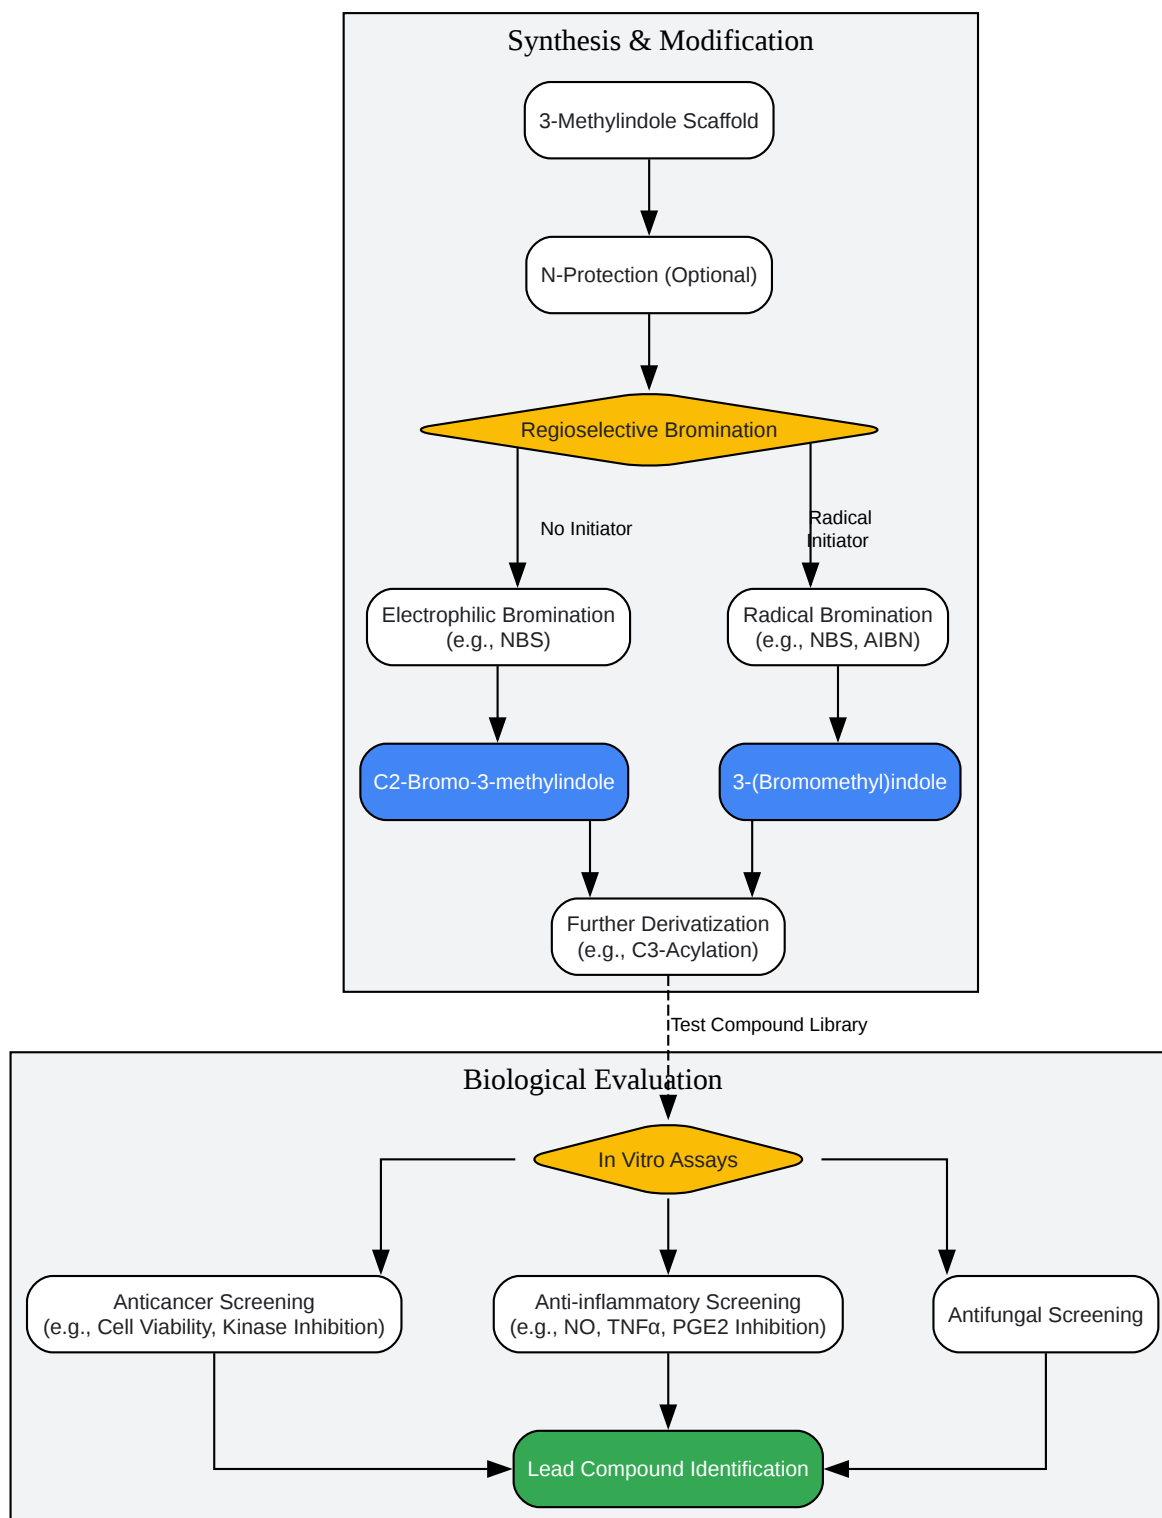 Synthesis & Modification
3-Methylindole Scaffold
N-Protection (Optional)
Regioselective Bromination
No Initiator
Radical
Initiator
Electrophilic Bromination
(e.g., NBS)
Radical Bromination
(e.g., NBS, AIBN)
C2-Bromo-3-methylindole
3-(Bromomethyl)indole
Further Derivatization
(e.g., C3-Acylation)
Test Compound Library
Biological Evaluation
In Vitro Assays
Anticancer Screening
(e.g., Cell Viability, Kinase Inhibition)
Anti-inflammatory Screening
(e.g., NO, TNFα, PGE2 Inhibition)
Antifungal Screening
Lead Compound Identification